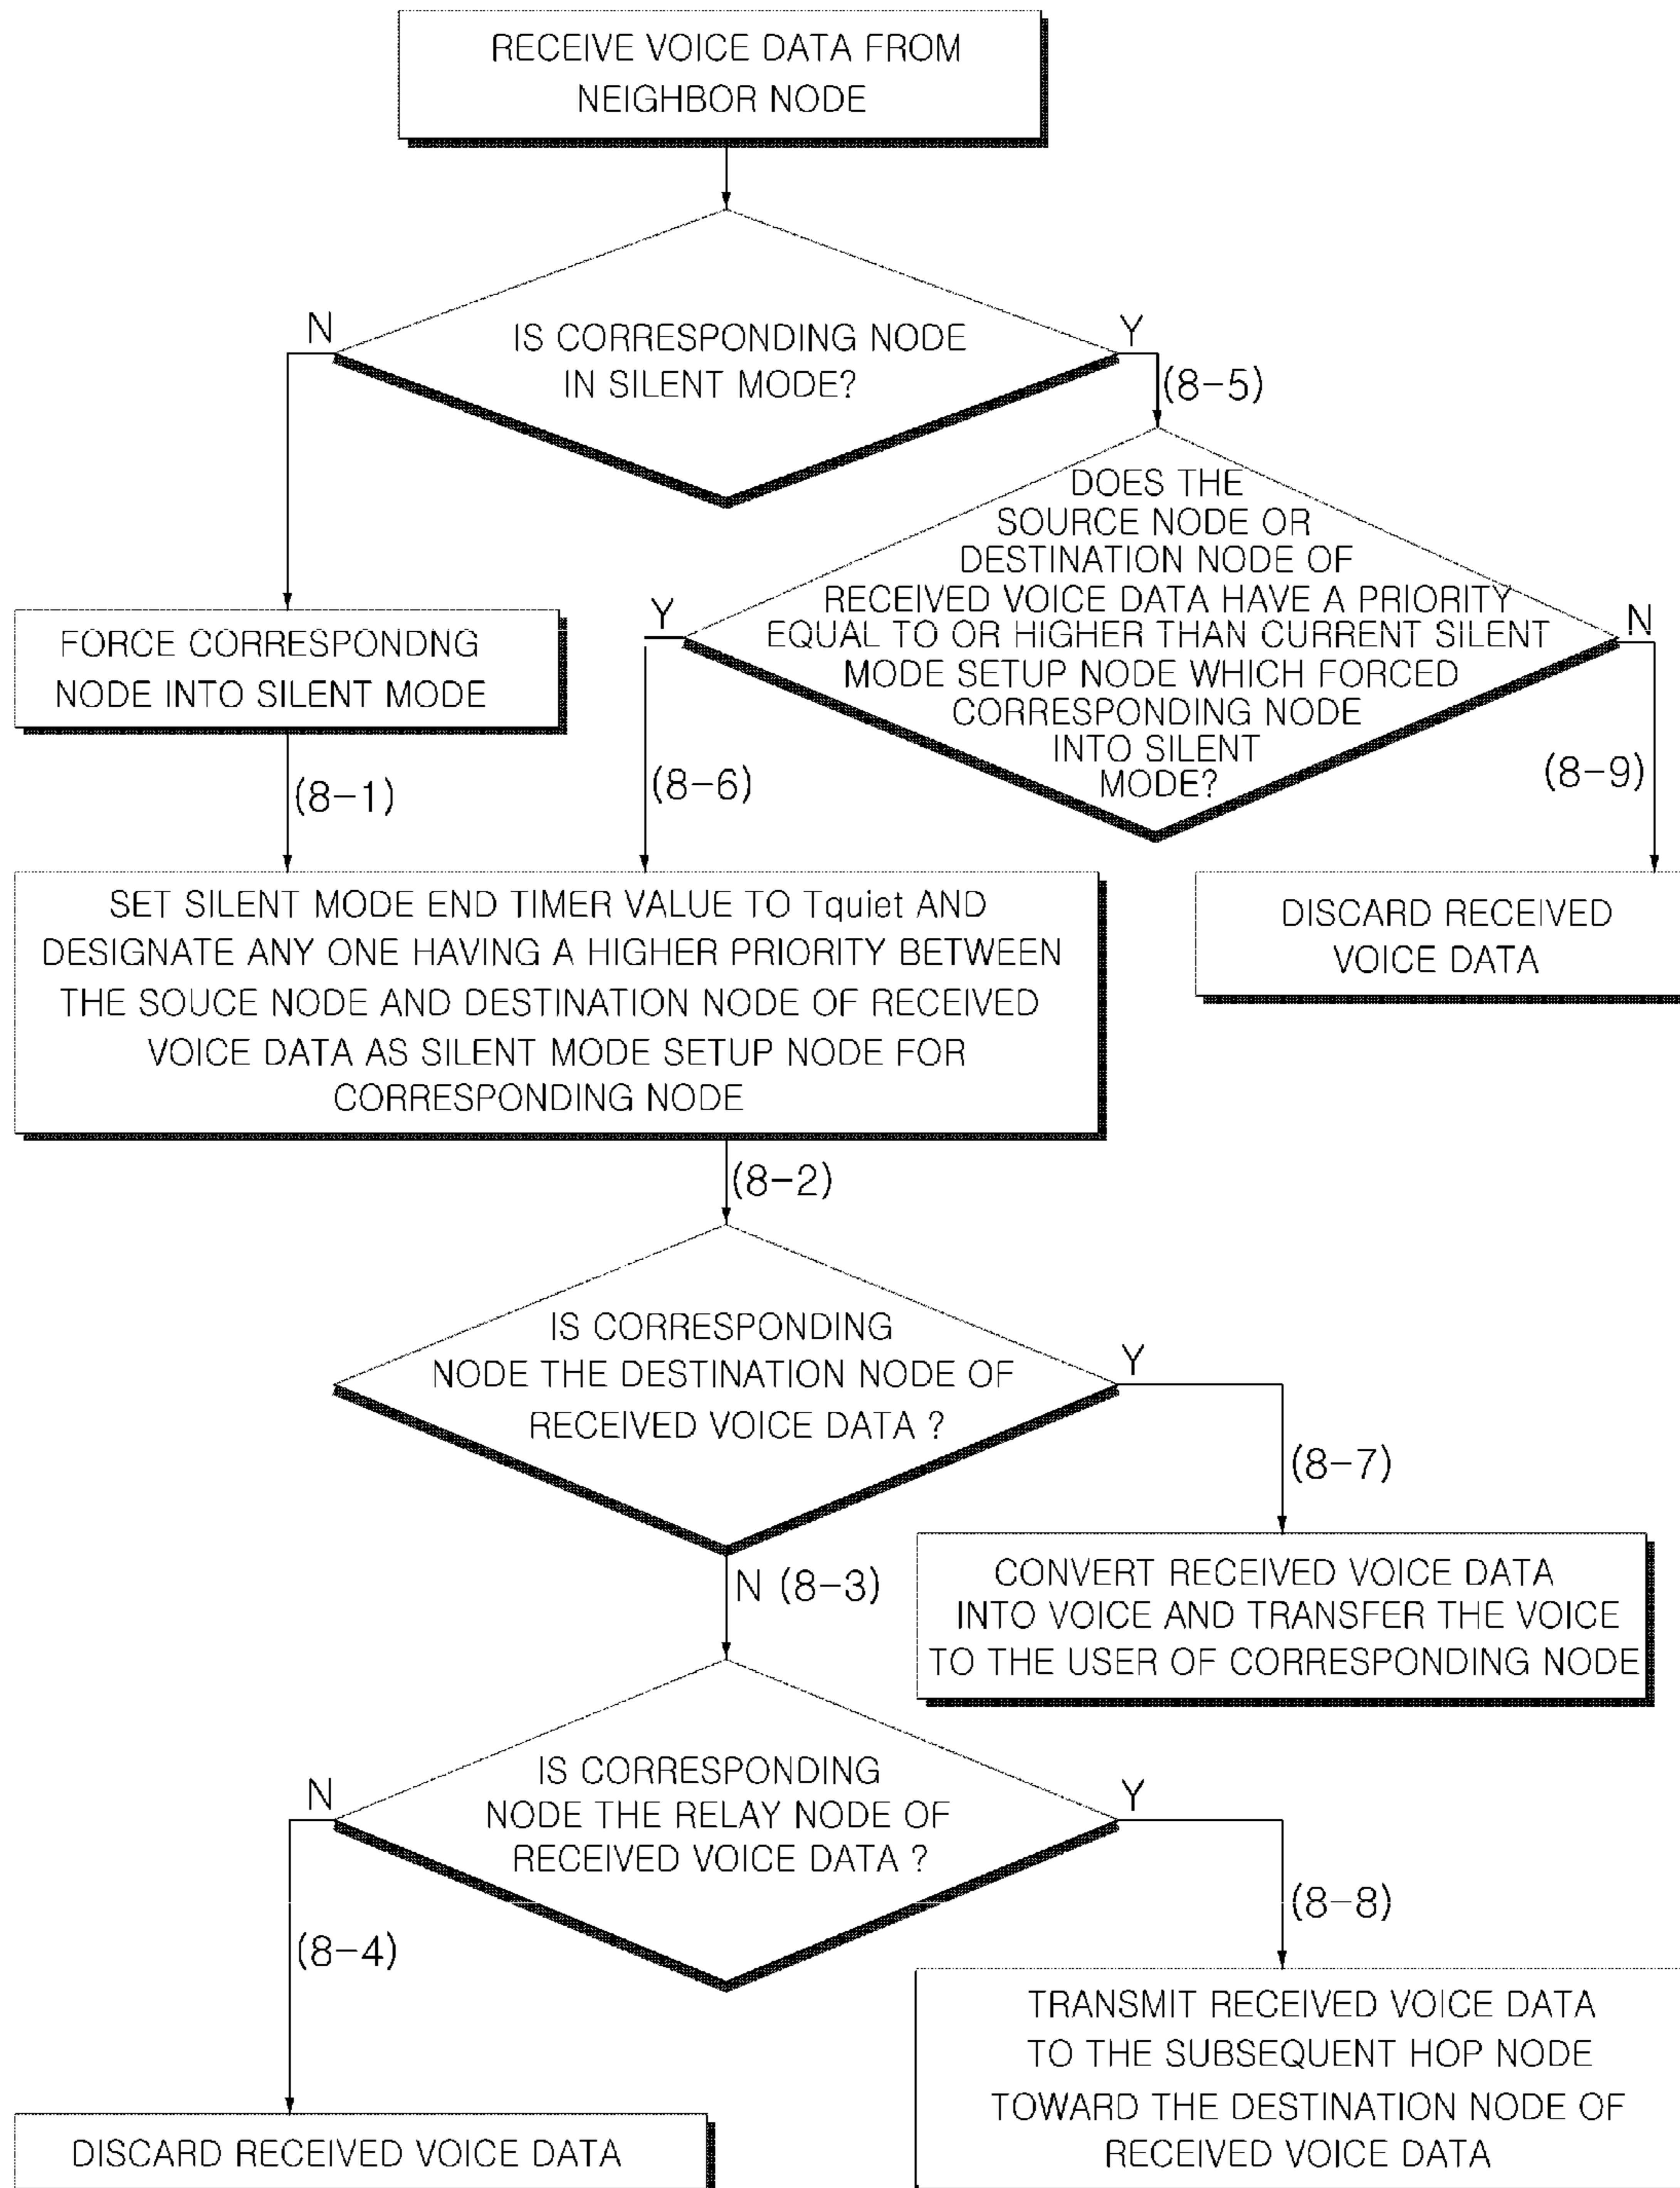 RECEIVE VOICE DATA FROM
NEIGHBOR NODE
IS CORRESPONDING NODE
IN SILENT MODE?
N
Y
(8-5)
DOES THE
SOURCE NODE OR
DESTINATION NODE OF
RECEIVED VOICE DATA HAVE A PRIORITY
EQUAL TO OR HIGHER THAN CURRENT SILENT
MODE SETUP NODE WHICH FORCED
CORRESPONDING NODE
INTO SILENT
MODE?
Y
N
FORCE CORRESPONDNG
NODE INTO SILENT MODE
(8-1)
(8-6)
(8-9)
SET SILENT MODE END TIMER VALUE TO Tquiet AND
DESIGNATE ANY ONE HAVING A HIGHER PRIORITY BETWEEN
THE SOUCE NODE AND DESTINATION NODE OF RECEIVED
VOICE DATA AS SILENT MODE SETUP NODE FOR
CORRESPONDING NODE
DISCARD RECEIVED
VOICE DATA
(8-2)
IS CORRESPONDING
NODE THE DESTINATION NODE OF
RECEIVED VOICE DATA ?
Y
(8-7)
N (8-3)
CONVERT RECEIVED VOICE DATA
INTO VOICE AND TRANSFER THE VOICE
TO THE USER OF CORRESPONDING NODE
IS CORRESPONDING
NODE THE RELAY NODE OF
RECEIVED VOICE DATA ?
N
Y
(8-4)
(8-8)
DISCARD RECEIVED VOICE DATA
TRANSMIT RECEIVED VOICE DATA
TO THE SUBSEQUENT HOP NODE
TOWARD THE DESTINATION NODE OF
RECEIVED VOICE DATA